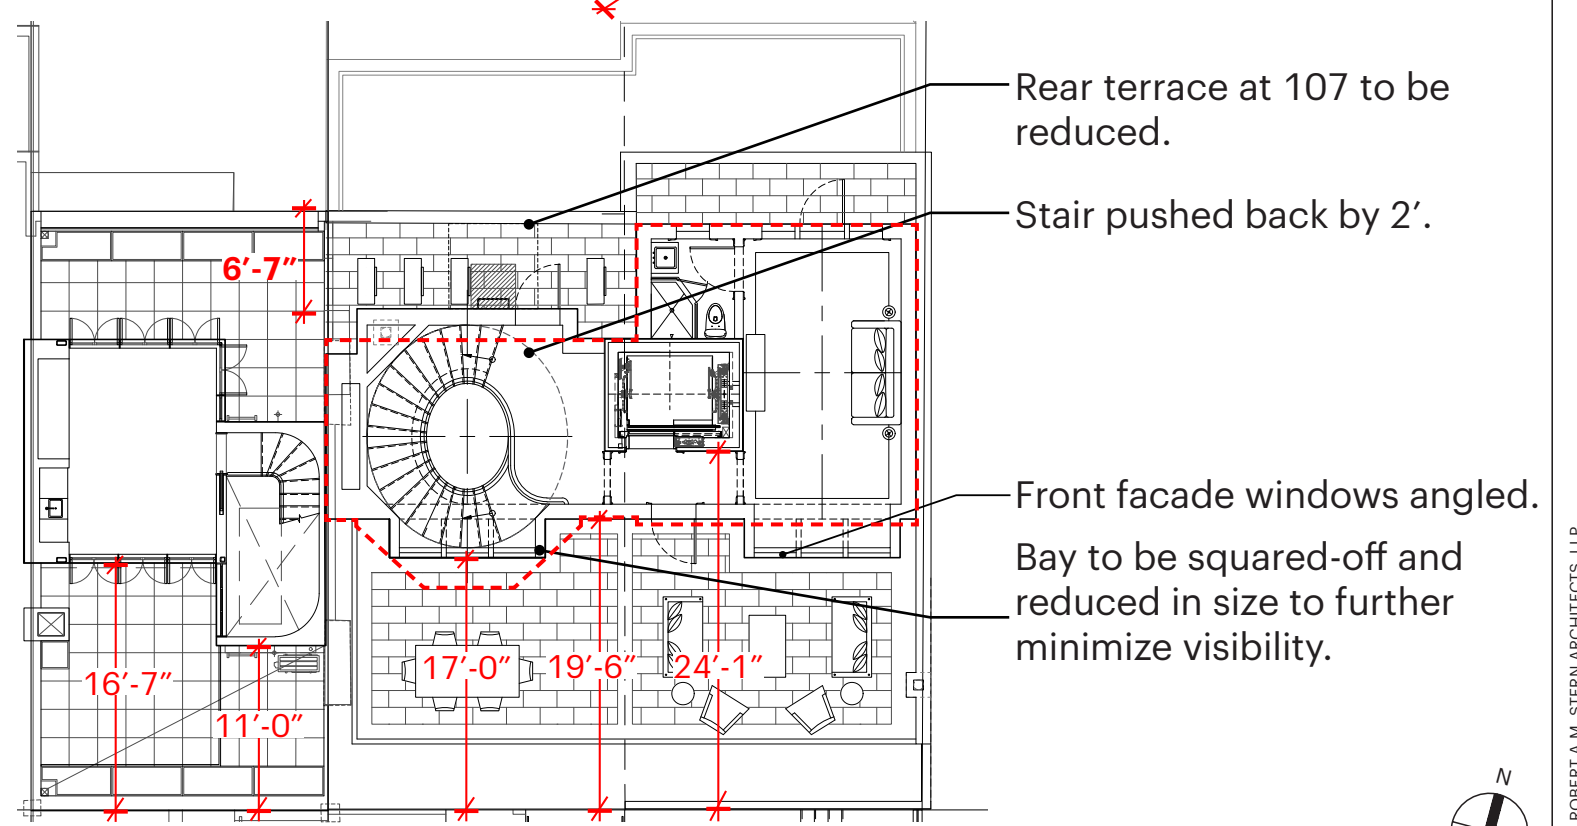 Rear terrace at 107 to be
reduced.
Stair pushed back by 2′.
6′-7″
Front facade windows angled.
Bay to be squared-off and
reduced in size to further
minimize visibility.
16′-7″
11′-0″
17′-0″
19′-6″
24′-1″
N
ROBERT A.M. STERN ARCHITECTS, LLP